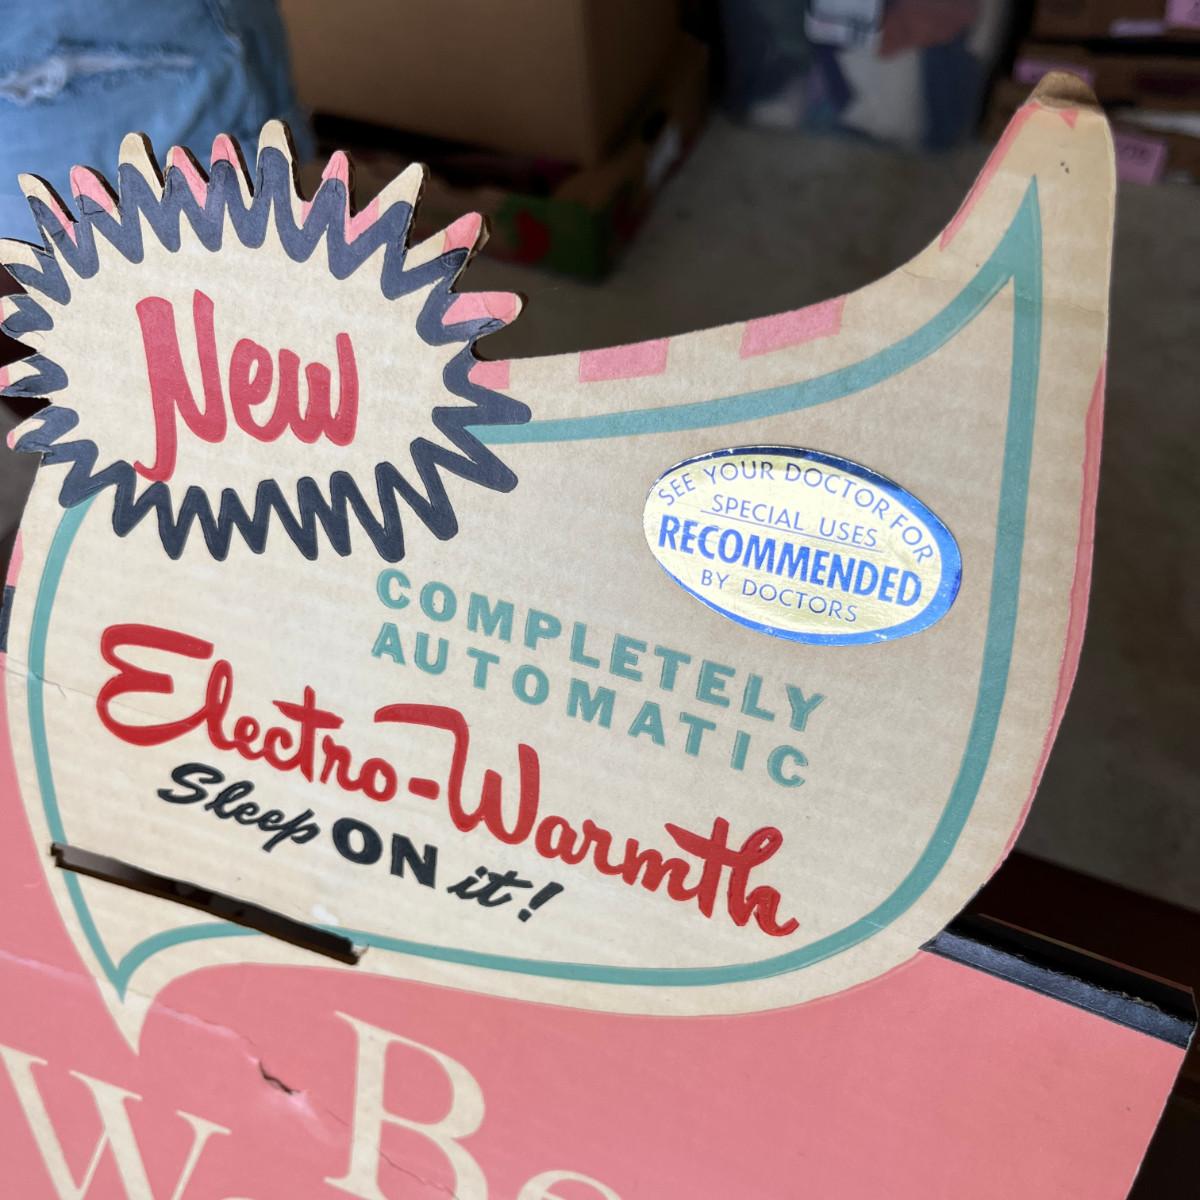 New
SEE YOUR DOCTOR FOR
SPECIAL USES
RECOMMENDED
BY DOCTORS
COMPLETELY
AUTOMATIC
Electro-Warmth
Sleep ON it!